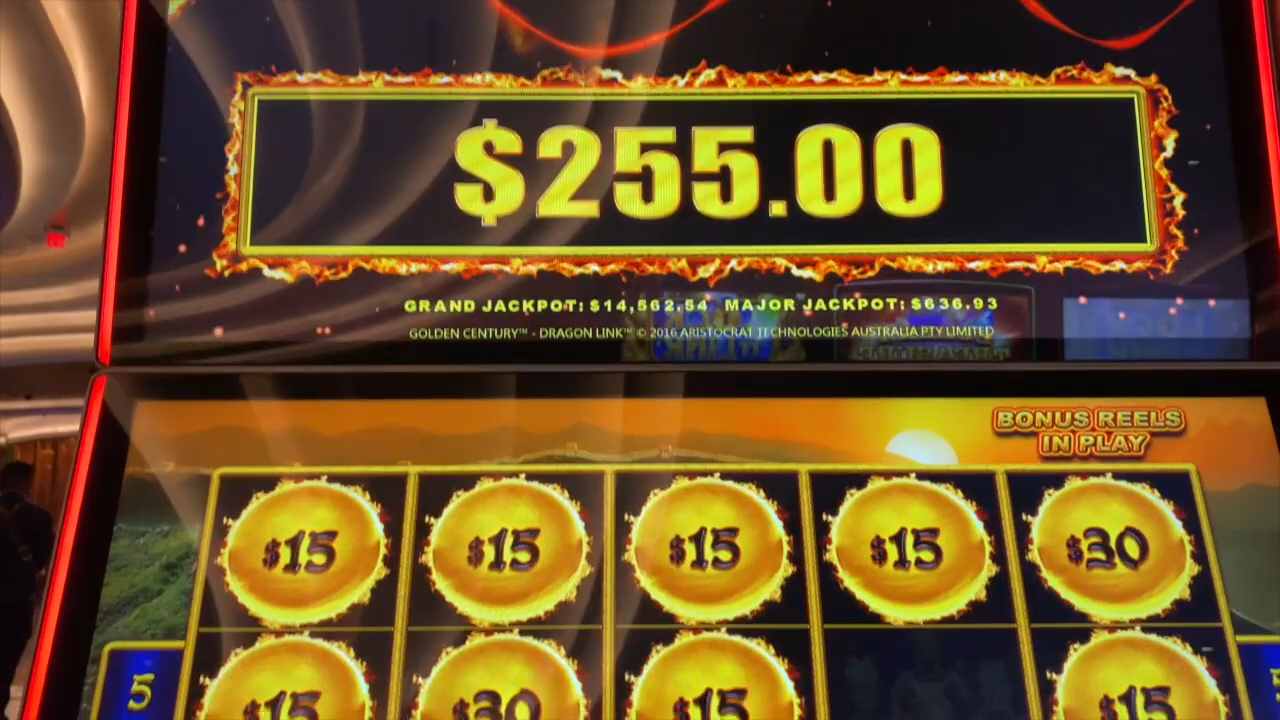 $255.00
GRAND JACKPOT: $14,562.54 MAJOR JACKPOT: $636.93
GOLDEN CENTURY™ - DRAGON LINK™ © 2016 ARISTOCRAT TECHNOLOGIES AUSTRALIA PTY LIMITED
BONUS REELS
IN PLAY
$15 $15 $15 $15 $30
5 $15 $30 $15 $15